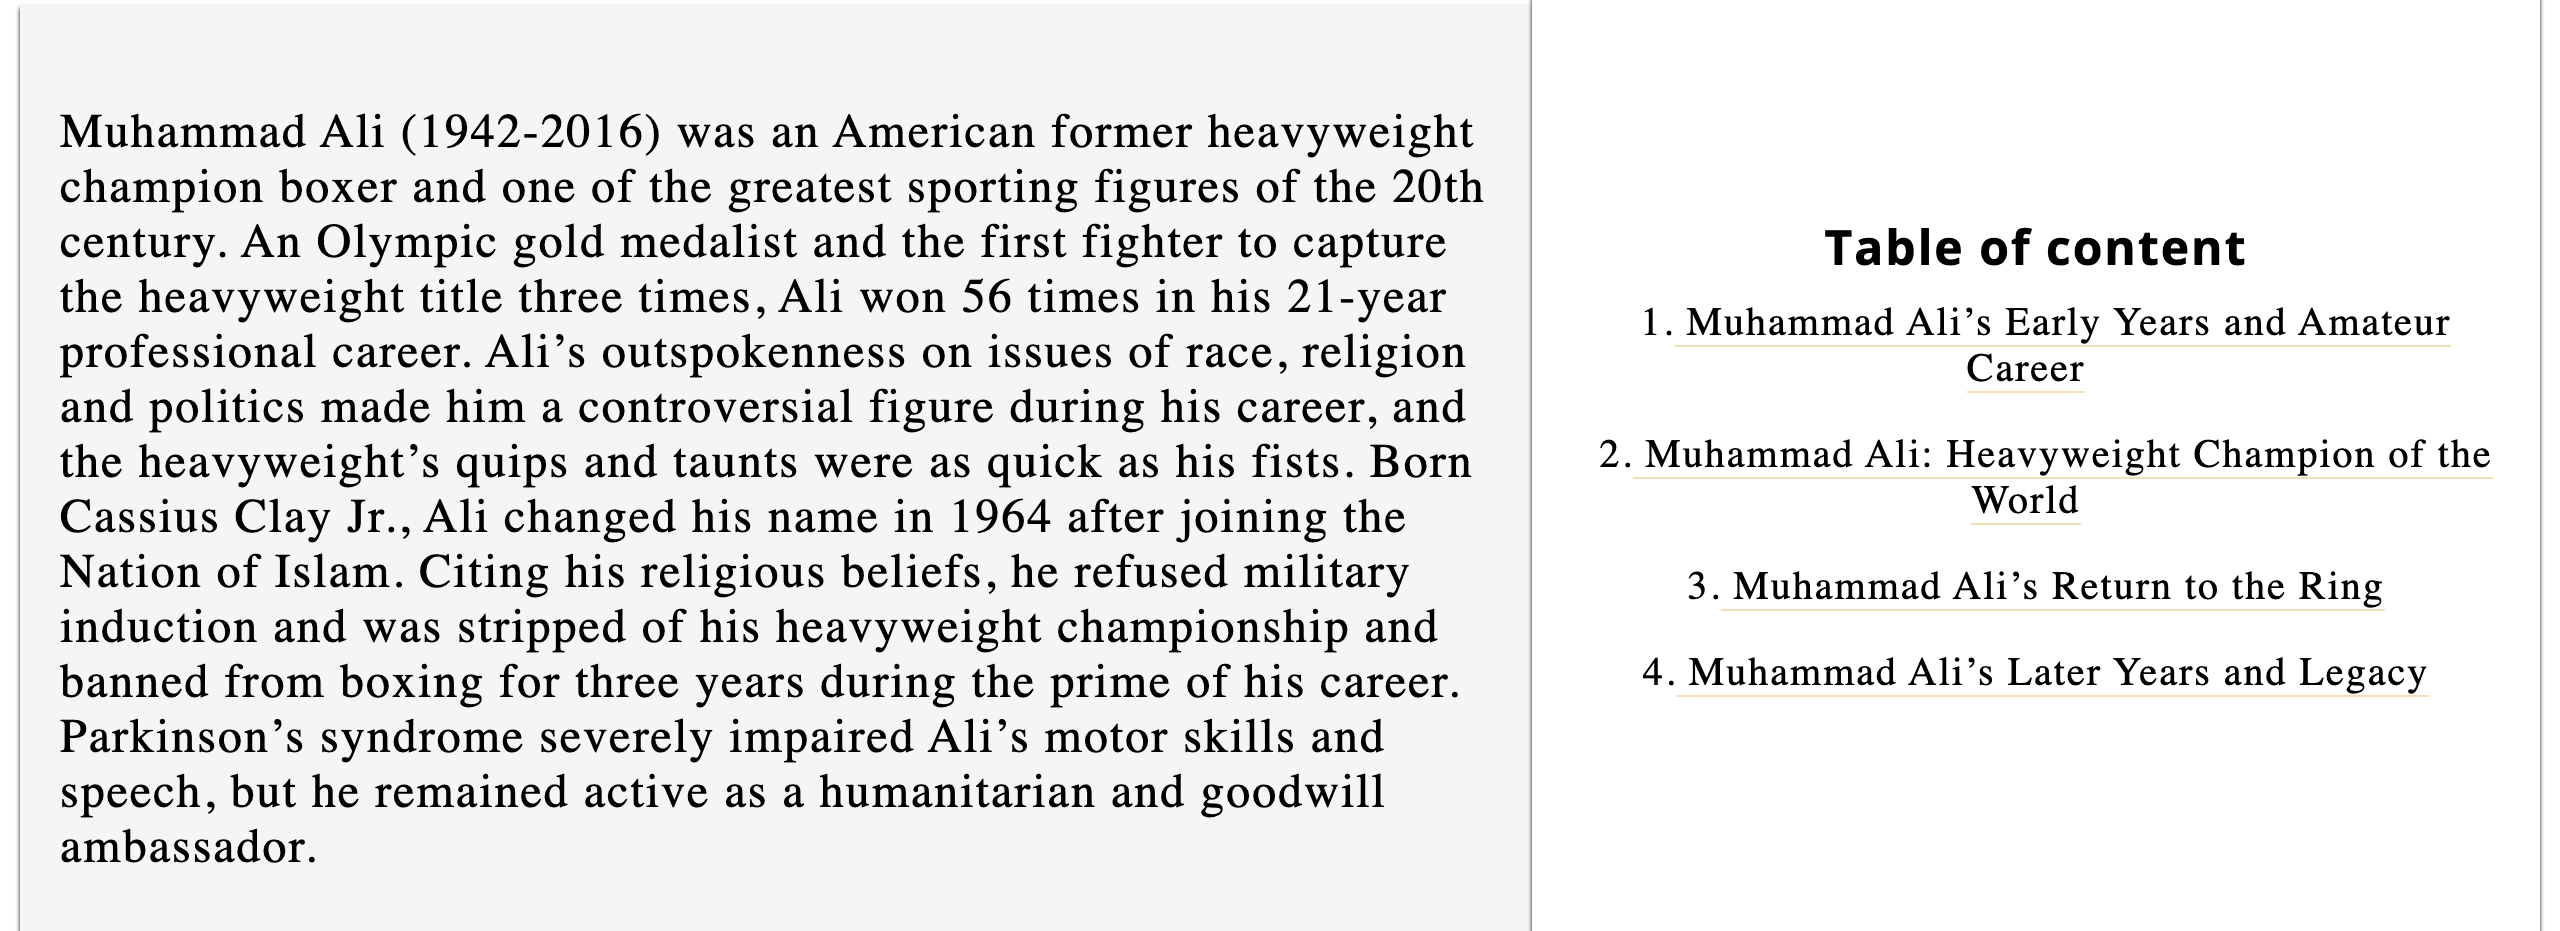 Muhammad Ali (1942-2016) was an American former heavyweight
champion boxer and one of the greatest sporting figures of the 20th
century. An Olympic gold medalist and the first fighter to capture
the heavyweight title three times, Ali won 56 times in his 21-year
professional career. Ali’s outspokenness on issues of race, religion
and politics made him a controversial figure during his career, and
the heavyweight’s quips and taunts were as quick as his fists. Born
Cassius Clay Jr., Ali changed his name in 1964 after joining the
Nation of Islam. Citing his religious beliefs, he refused military
induction and was stripped of his heavyweight championship and
banned from boxing for three years during the prime of his career.
Parkinson’s syndrome severely impaired Ali’s motor skills and
speech, but he remained active as a humanitarian and goodwill
ambassador.
Table of content
1. Muhammad Ali’s Early Years and Amateur
Career
2. Muhammad Ali: Heavyweight Champion of the
World
3. Muhammad Ali’s Return to the Ring
4. Muhammad Ali’s Later Years and Legacy